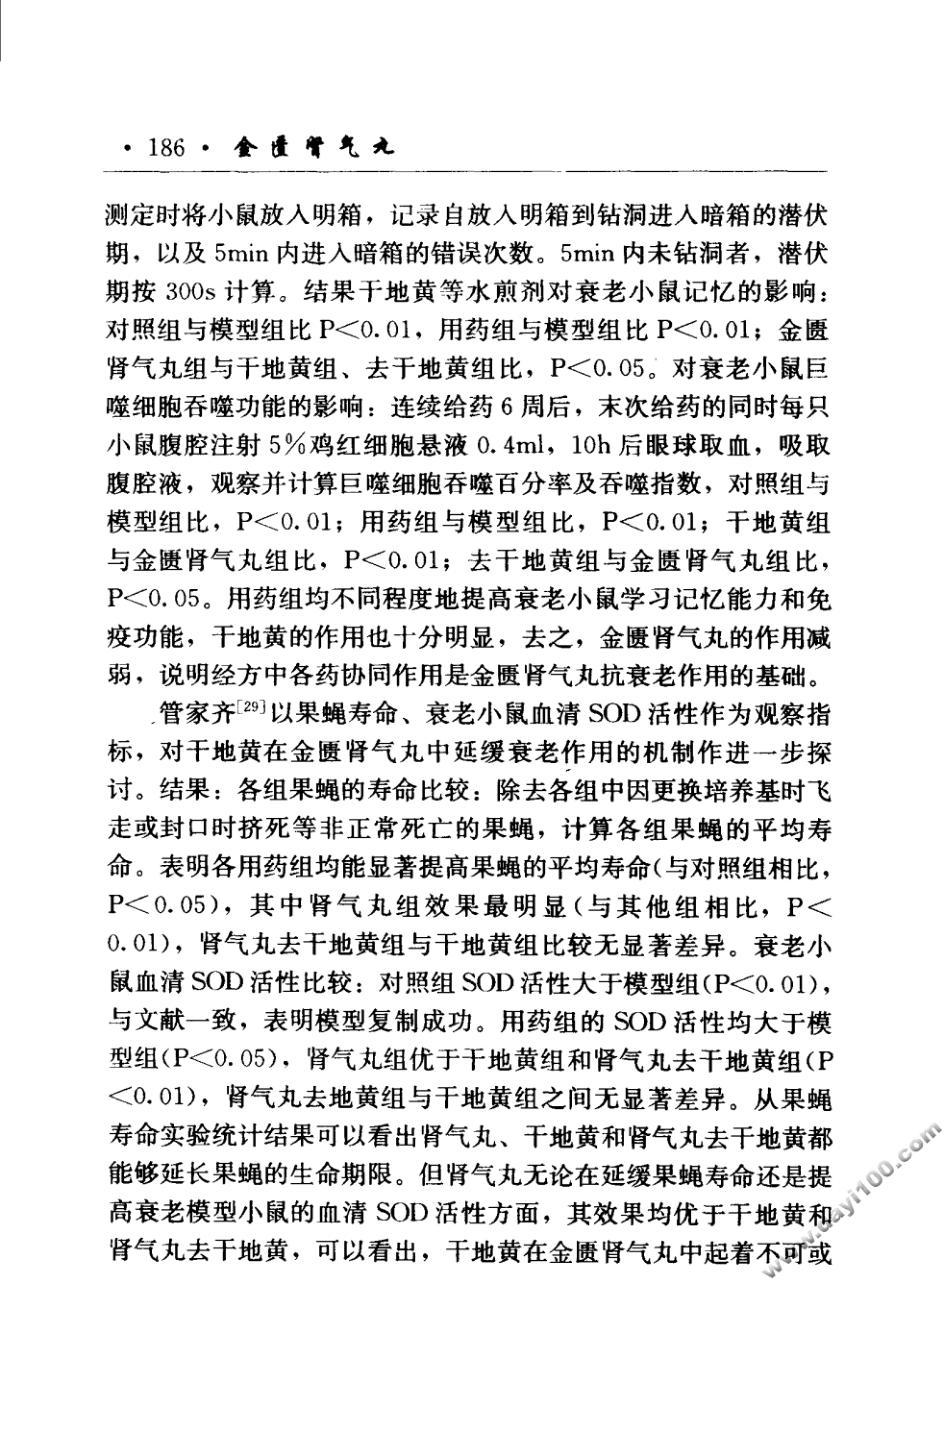 · 186 · 金匮肾气丸
测定时将小鼠放入明箱，记录自放入明箱到钻洞进入暗箱的潜伏
期，以及 5min 内进入暗箱的错误次数。5min 内未钻洞者，潜伏
期按 300s 计算。结果干地黄等水煎剂对衰老小鼠记忆的影响：
对照组与模型组比 P<0.01，用药组与模型组比 P<0.01；金匮
肾气丸组与干地黄组、去干地黄组比，P<0.05。对衰老小鼠巨
噬细胞吞噬功能的影响：连续给药 6 周后，末次给药的同时每只
小鼠腹腔注射 5%鸡红细胞悬液 0.4ml，10h 后眼球取血，吸取
腹腔液，观察并计算巨噬细胞吞噬百分率及吞噬指数，对照组与
模型组比，P<0.01；用药组与模型组比，P<0.01；干地黄组
与金匮肾气丸组比，P<0.01；去干地黄组与金匮肾气丸组比，
P<0.05。用药组均不同程度地提高衰老小鼠学习记忆能力和免
疫功能，干地黄的作用也十分明显，去之，金匮肾气丸的作用减
弱，说明经方中各药协同作用是金匮肾气丸抗衰老作用的基础。
管家齐[29]以果蝇寿命、衰老小鼠血清 SOD 活性作为观察指
标，对干地黄在金匮肾气丸中延缓衰老作用的机制作进一步探
讨。结果：各组果蝇的寿命比较：除去各组中因更换培养基时飞
走或封口时挤死等非正常死亡的果蝇，计算各组果蝇的平均寿
命。表明各用药组均能显著提高果蝇的平均寿命(与对照组相比，
P<0.05)，其中肾气丸组效果最明显(与其他组相比，P<
0.01)，肾气丸去干地黄组与干地黄组比较无显著差异。衰老小
鼠血清 SOD 活性比较：对照组 SOD 活性大于模型组(P<0.01)，
与文献一致，表明模型复制成功。用药组的 SOD 活性均大于模
型组(P<0.05)，肾气丸组优于干地黄组和肾气丸去干地黄组(P
<0.01)，肾气丸去地黄组与干地黄组之间无显著差异。从果蝇
寿命实验统计结果可以看出肾气丸、干地黄和肾气丸去干地黄都
能够延长果蝇的生命期限。但肾气丸无论在延缓果蝇寿命还是提
高衰老模型小鼠的血清 SOD 活性方面，其效果均优于干地黄和
肾气丸去干地黄，可以看出，干地黄在金匮肾气丸中起着不可或
www.dayi100.com